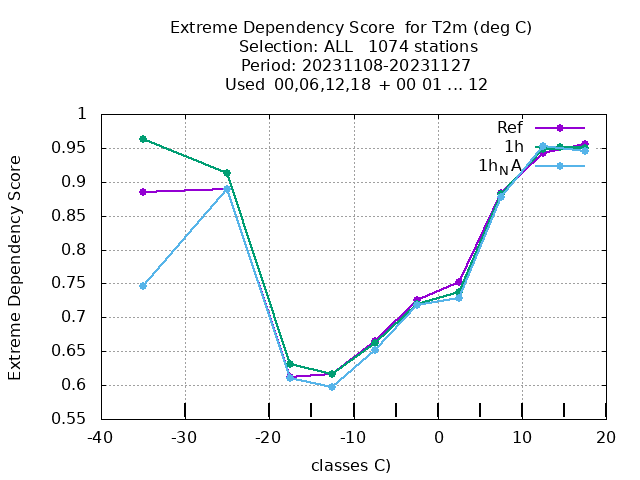 Extreme Dependency Score  for T2m (deg C)
Selection: ALL   1074 stations
Period: 20231108-20231127
Used  00,06,12,18 + 00 01 ... 12
Extreme Dependency Score
1
0.95
0.9
0.85
0.8
0.75
0.7
0.65
0.6
0.55
Ref
1h
1hNA
-40
-30
-20
-10
0
10
20
classes C)